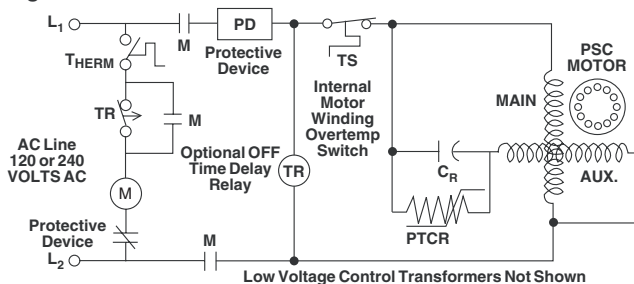 L1
M
PD
Protective
Device
TS
THERM
Internal
Motor
Winding
Overtemp
Switch
PSC
MOTOR
MAIN
TR
M
AC Line
120 or 240
VOLTS AC
Optional OFF
Time Delay
Relay
TR
CR
AUX.
M
PTCR
Protective
Device
M
L2
Low Voltage Control Transformers Not Shown